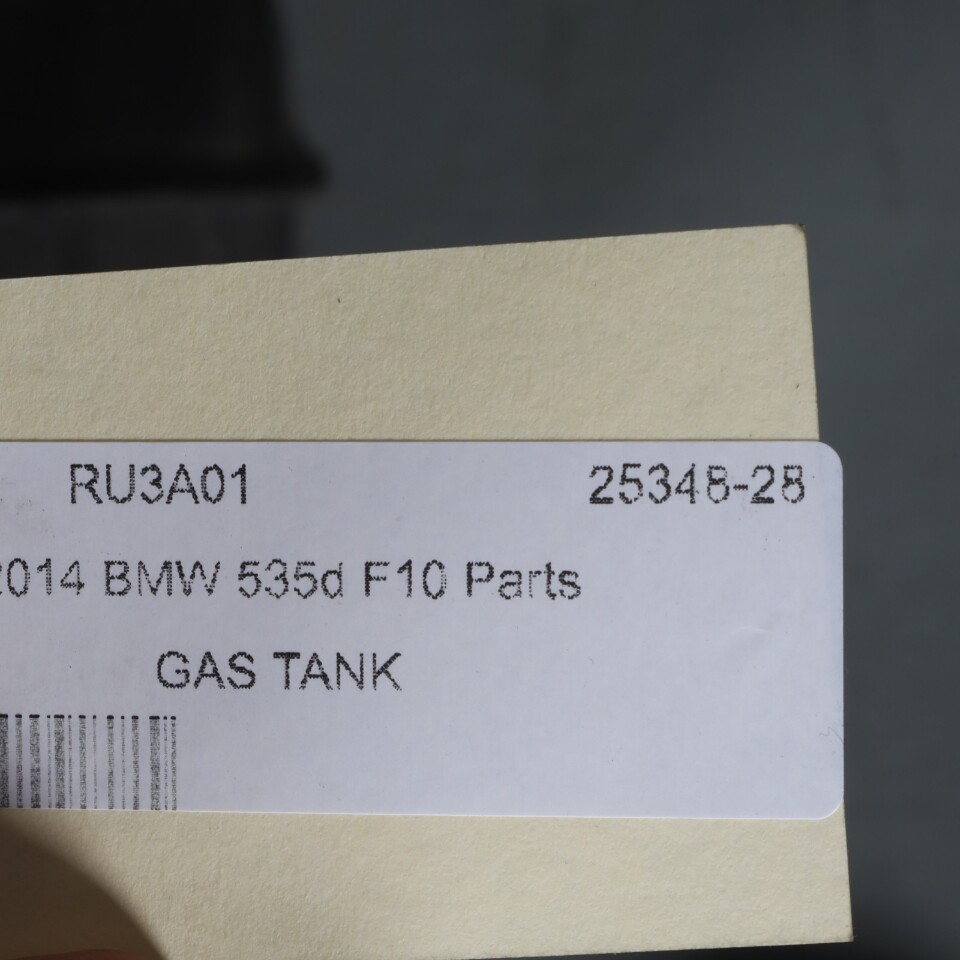 RU3A01 25348-28
2014 BMW 535d F10 Parts
GAS TANK